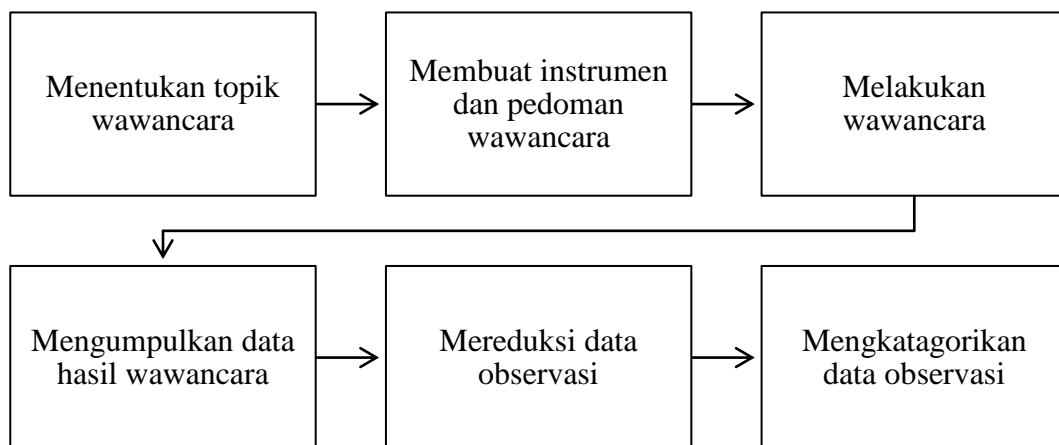 Menentukan topik
wawancara
Membuat instrumen
dan pedoman
wawancara
Melakukan
wawancara
Mengumpulkan data
hasil wawancara
Mereduksi data
observasi
Mengkatagorikan
data observasi